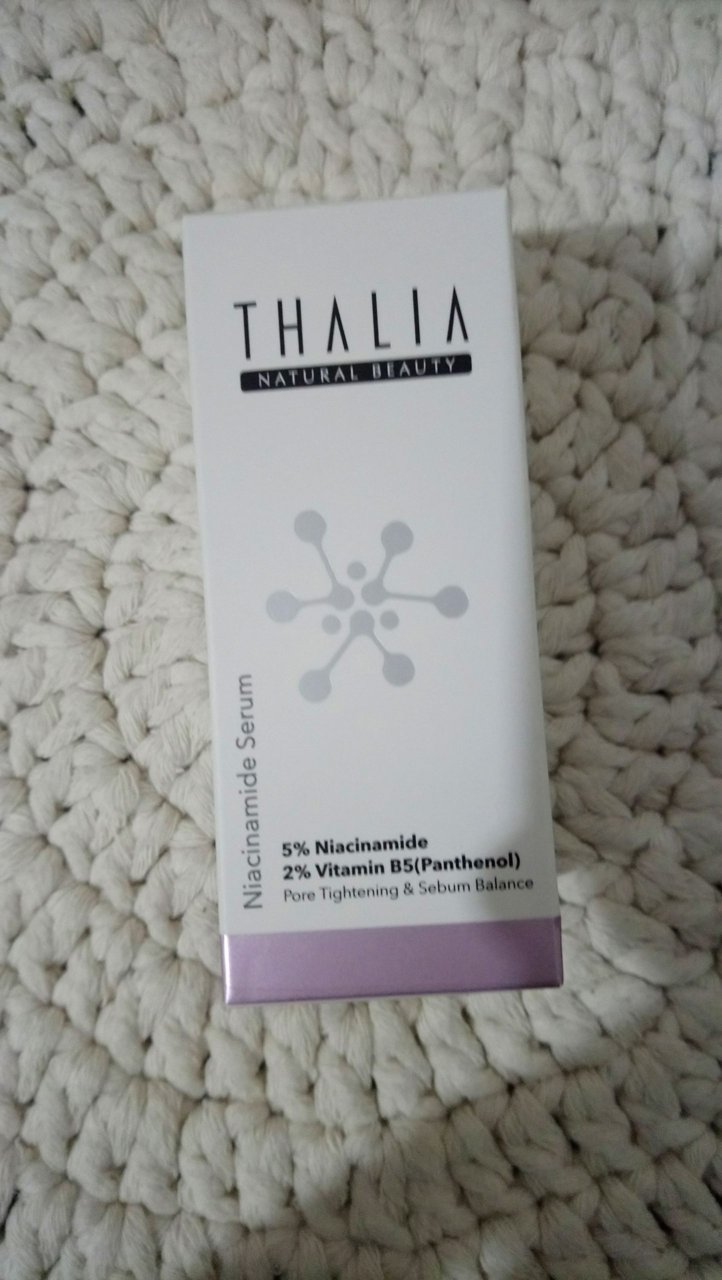 THALIA
NATURAL BEAUTY
Niacinamide Serum
5% Niacinamide
2% Vitamin B5(Panthenol)
Pore Tightening & Sebum Balance